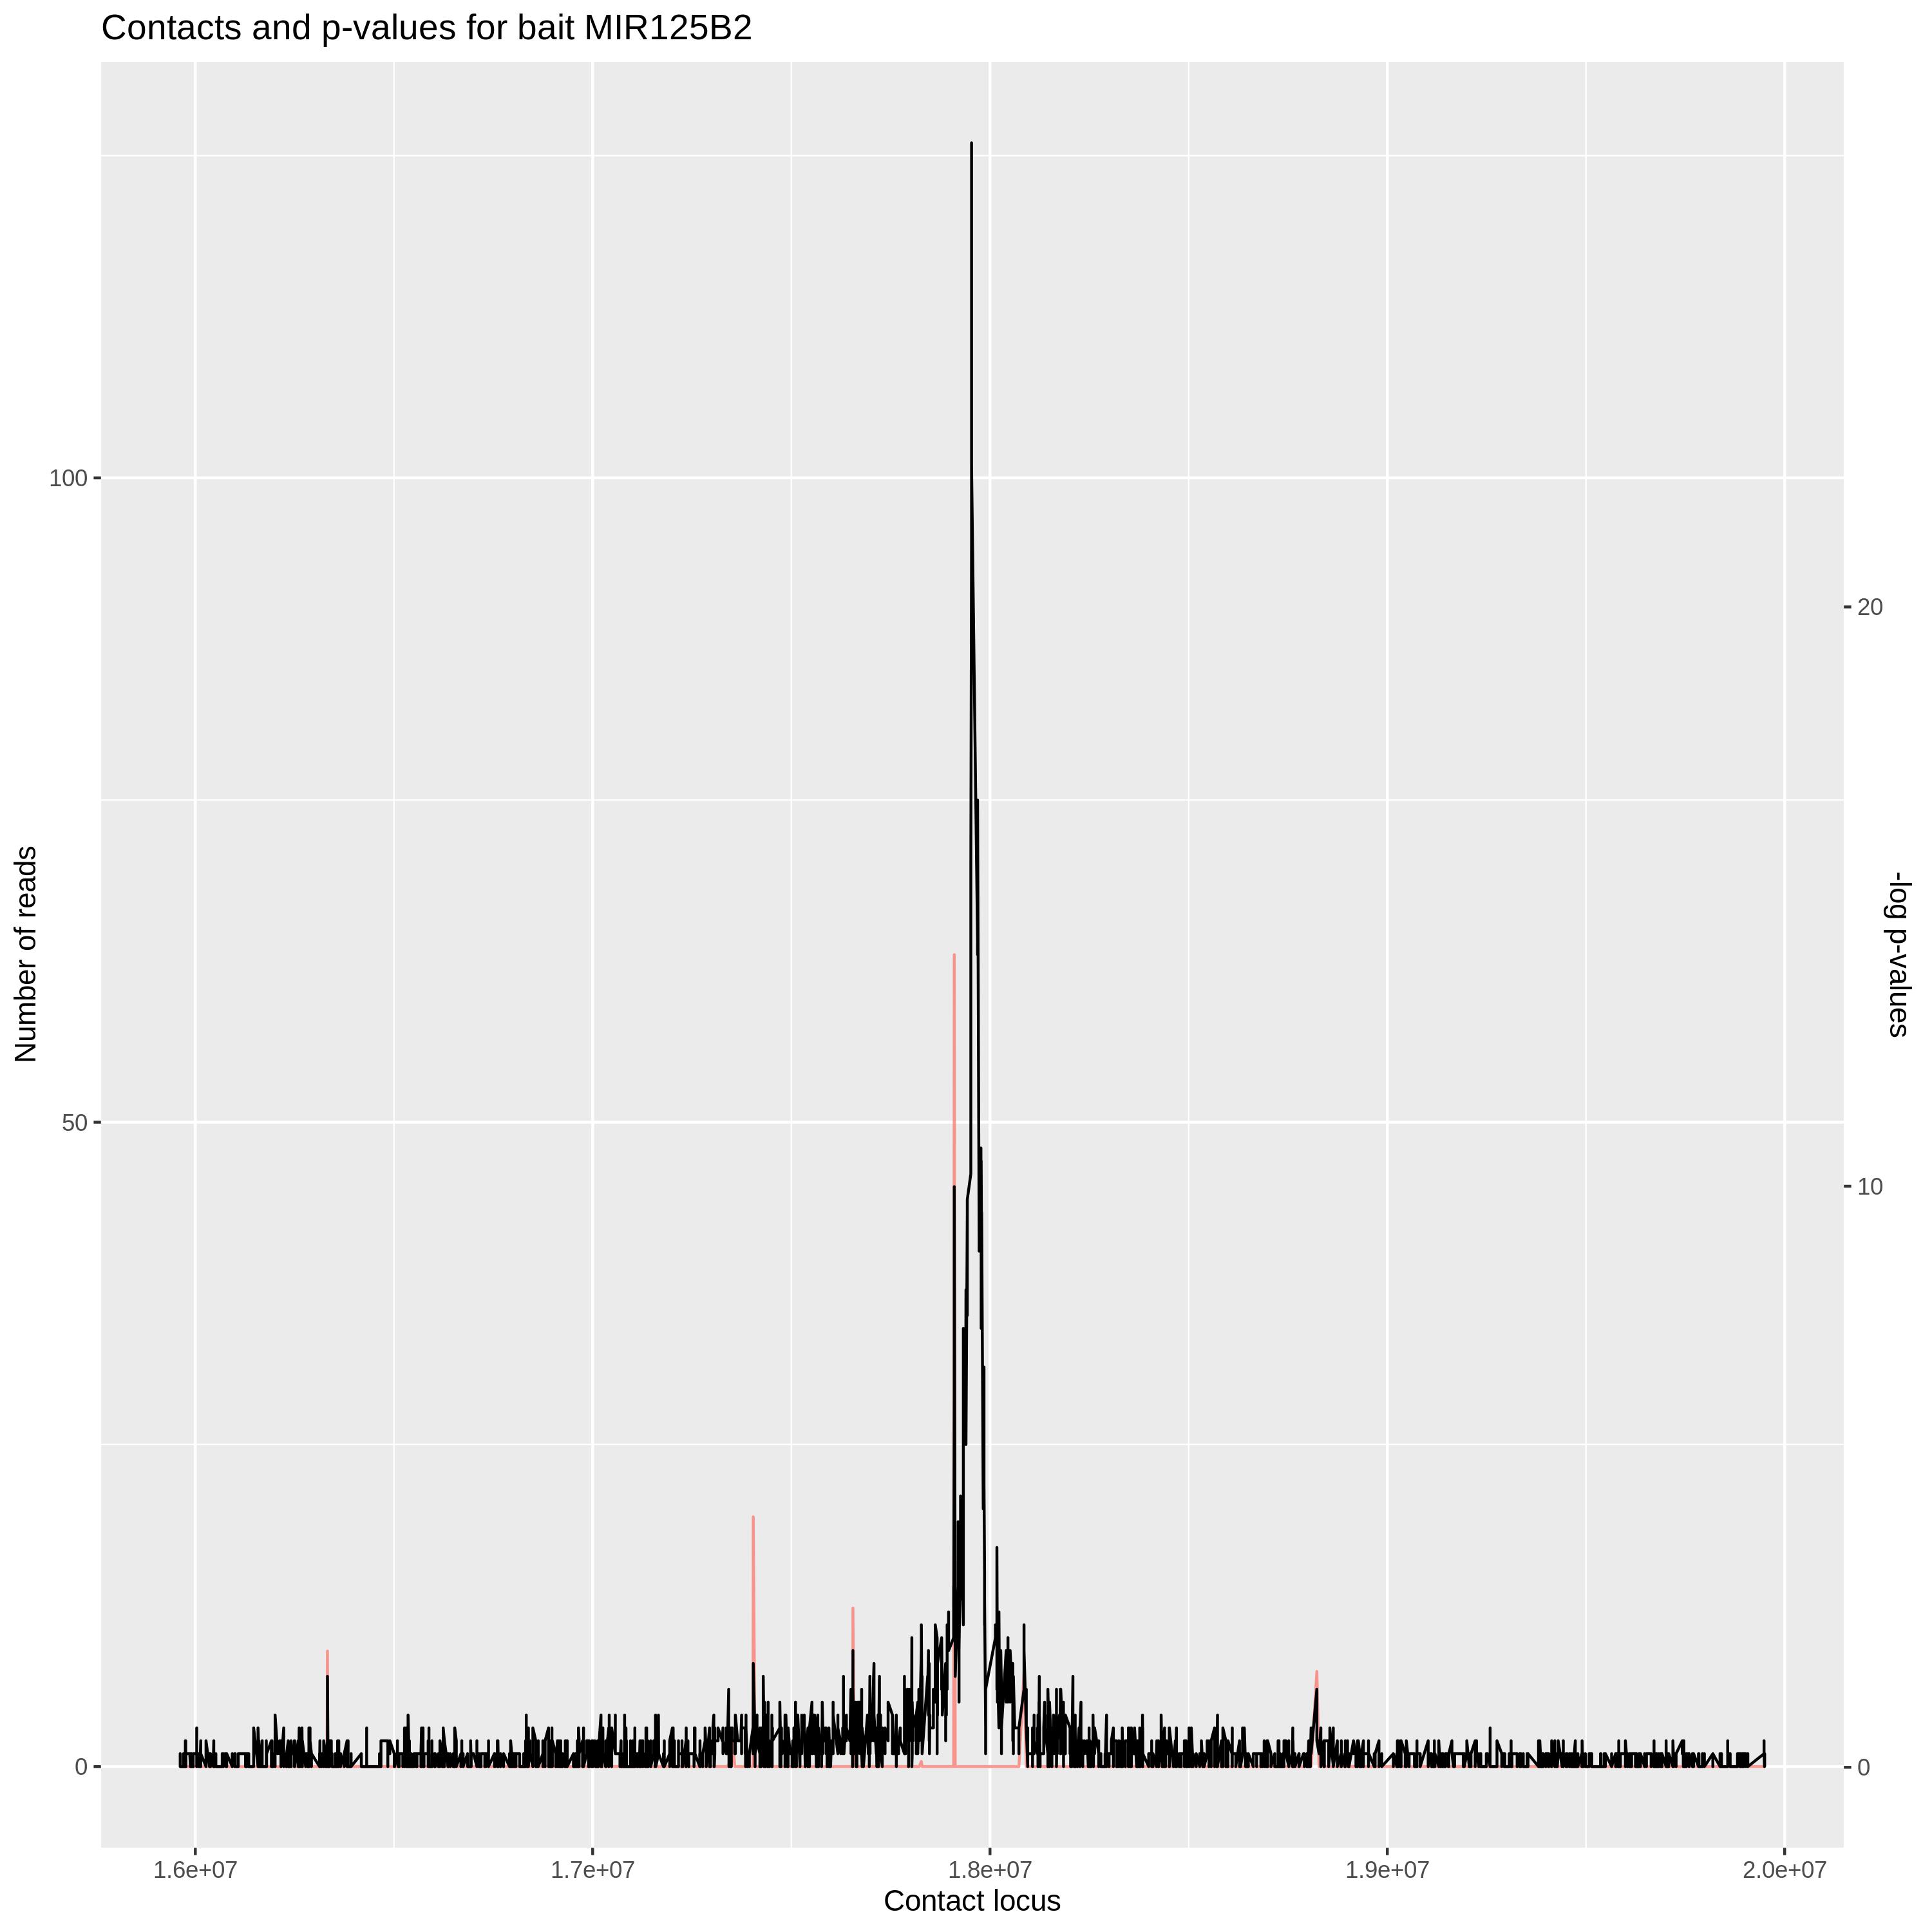 Contacts and p-values for bait MIR125B2
100
50
0
Number of reads
20
10
0
-log p-values
1.6e+07
1.7e+07
1.8e+07
1.9e+07
2.0e+07
Contact locus